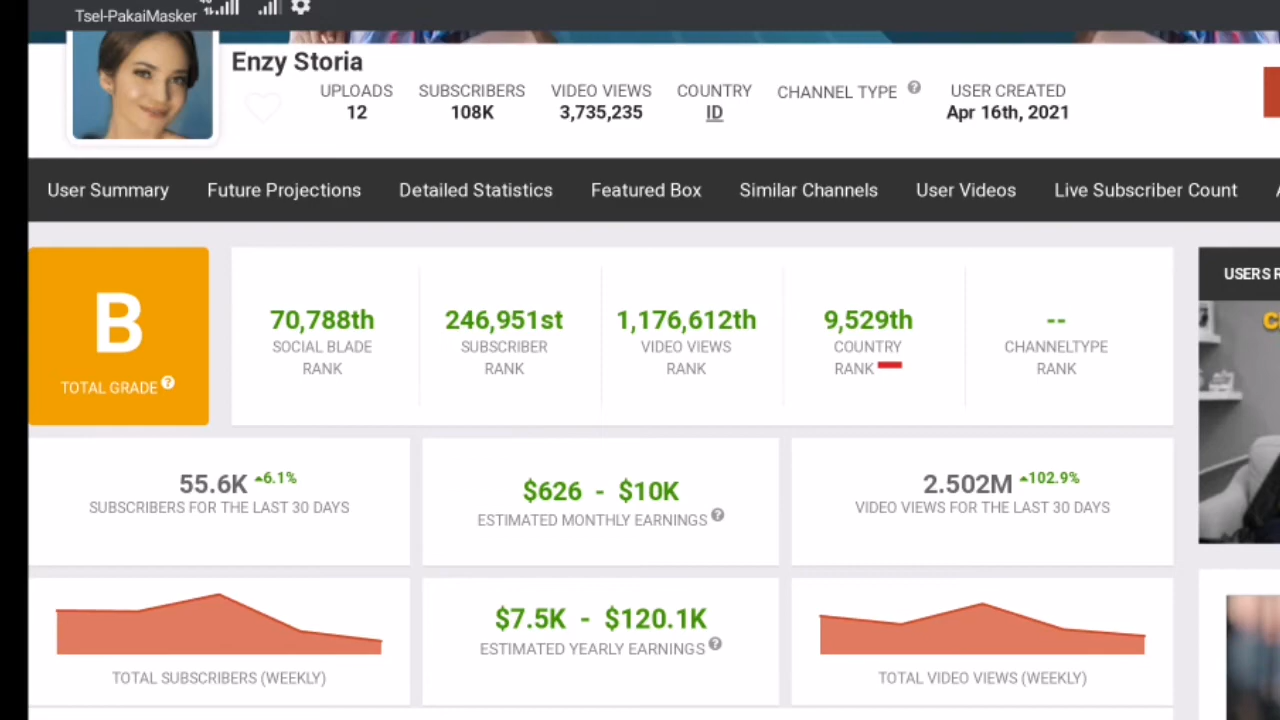 Tsel-PakaiMasker
Enzy Storia
UPLOADS
12
SUBSCRIBERS
108K
VIDEO VIEWS
3,735,235
COUNTRY
ID
CHANNEL TYPE ?
USER CREATED
Apr 16th, 2021
User Summary Future Projections Detailed Statistics Featured Box Similar Channels User Videos Live Subscriber Count
B
TOTAL GRADE ?
70,788th
SOCIAL BLADE
RANK
246,951st
SUBSCRIBER
RANK
1,176,612th
VIDEO VIEWS
RANK
9,529th
COUNTRY
RANK
--
CHANNELTYPE
RANK
USERS
55.6K 6.1%
SUBSCRIBERS FOR THE LAST 30 DAYS
$626 - $10K
ESTIMATED MONTHLY EARNINGS ?
2.502M 102.9%
VIDEO VIEWS FOR THE LAST 30 DAYS
TOTAL SUBSCRIBERS (WEEKLY)
$7.5K - $120.1K
ESTIMATED YEARLY EARNINGS ?
TOTAL VIDEO VIEWS (WEEKLY)